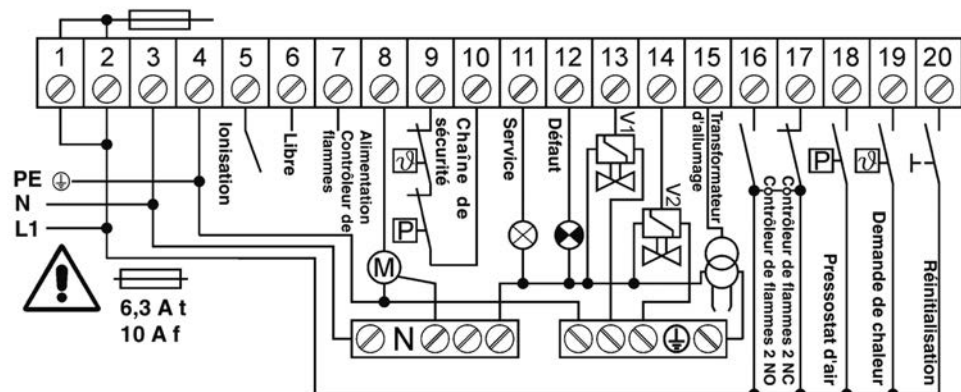 1 2 3 4 5 6 7 8 9 10 11 12 13 14 15 16 17 18 19 20
Ionisation
Libre
Alimentation
Contrôleur de
flammes
ϑ
P
Chaîne de
sécurité
Service
Défaut
V1
V2
Transformateur
d'allumage
Contrôleur de flammes 2 NO
Contrôleur de flammes 2 NC
P
Pressostat d'air
ϑ
Demande de chaleur
Réinitialisation
PE
N
L1
M
6,3 A t
10 A f
N